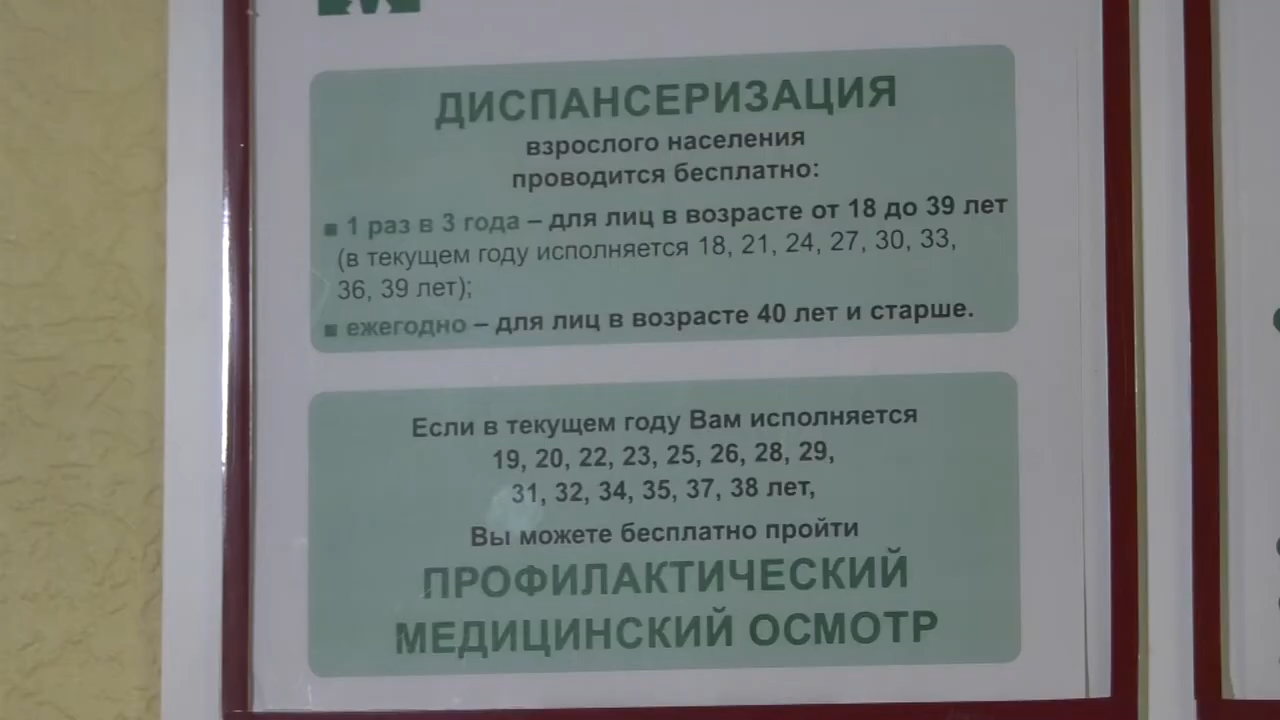 ДИСПАНСЕРИЗАЦИЯ
взрослого населения
проводится бесплатно:
■ 1 раз в 3 года – для лиц в возрасте от 18 до 39 лет
(в текущем году исполняется 18, 21, 24, 27, 30, 33,
36, 39 лет);
■ ежегодно – для лиц в возрасте 40 лет и старше.
Если в текущем году Вам исполняется
19, 20, 22, 23, 25, 26, 28, 29,
31, 32, 34, 35, 37, 38 лет,
Вы можете бесплатно пройти
ПРОФИЛАКТИЧЕСКИЙ
МЕДИЦИНСКИЙ ОСМОТР